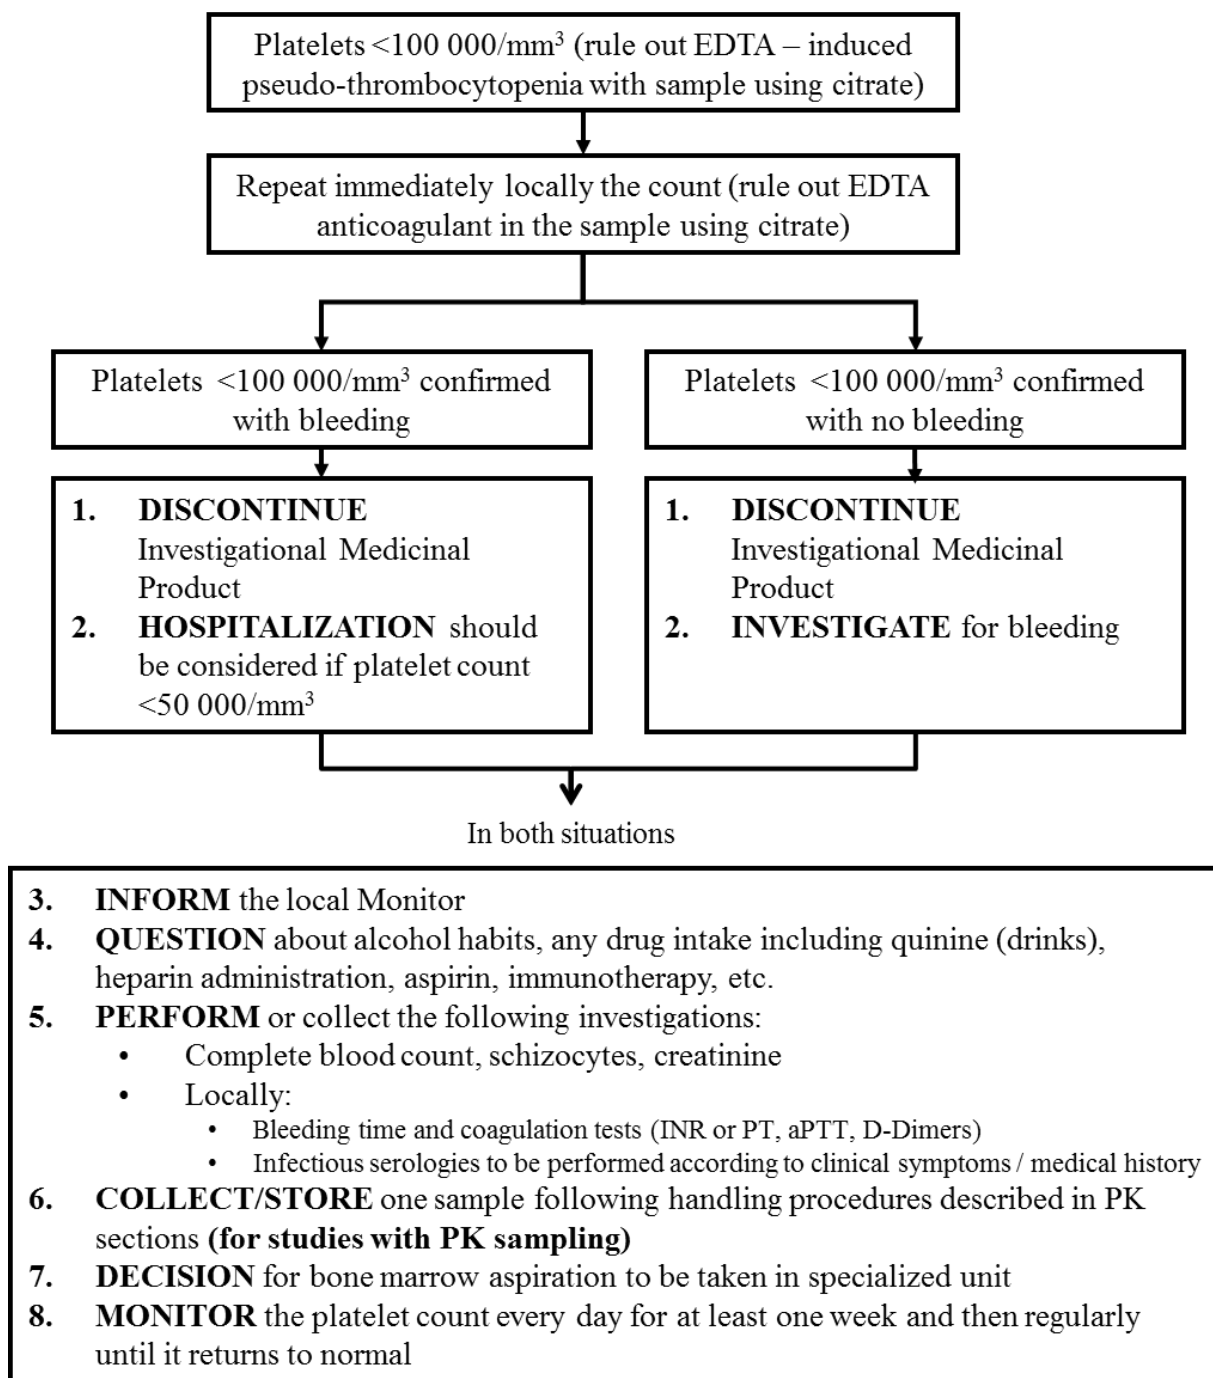 Platelets <100 000/mm³ (rule out EDTA – induced
pseudo-thrombocytopenia with sample using citrate)
Repeat immediately locally the count (rule out EDTA
anticoagulant in the sample using citrate)
Platelets <100 000/mm³ confirmed
with bleeding
Platelets <100 000/mm³ confirmed
with no bleeding
1. DISCONTINUE
Investigational Medicinal
Product
2. HOSPITALIZATION should
be considered if platelet count
<50 000/mm³
1. DISCONTINUE
Investigational Medicinal
Product
2. INVESTIGATE for bleeding
In both situations
3. INFORM the local Monitor
4. QUESTION about alcohol habits, any drug intake including quinine (drinks),
heparin administration, aspirin, immunotherapy, etc.
5. PERFORM or collect the following investigations:
• Complete blood count, schizocytes, creatinine
• Locally:
• Bleeding time and coagulation tests (INR or PT, aPTT, D-Dimers)
• Infectious serologies to be performed according to clinical symptoms / medical history
6. COLLECT/STORE one sample following handling procedures described in PK
sections (for studies with PK sampling)
7. DECISION for bone marrow aspiration to be taken in specialized unit
8. MONITOR the platelet count every day for at least one week and then regularly
until it returns to normal